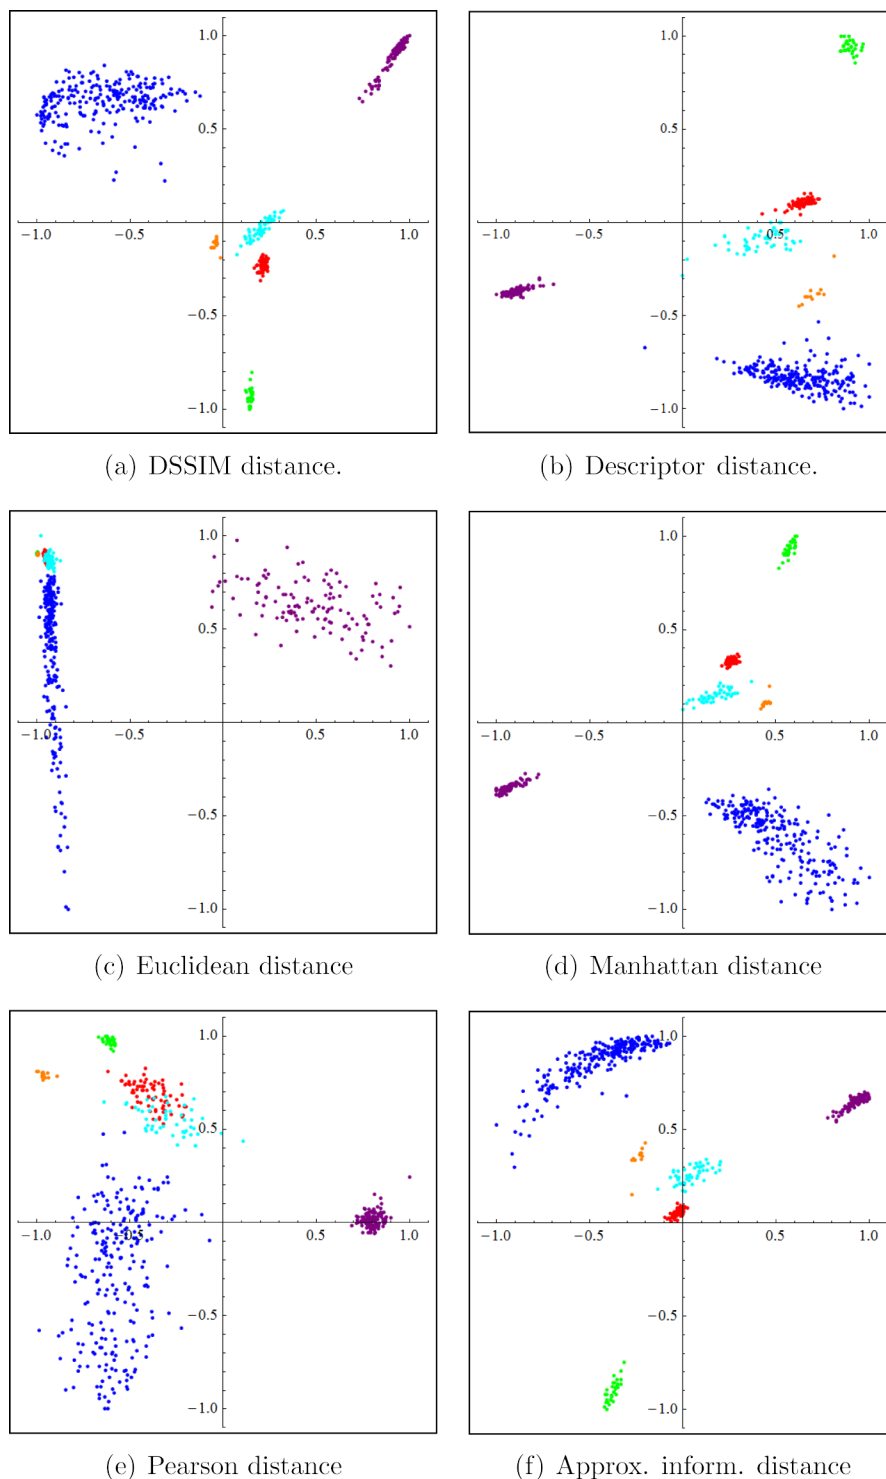 1.0
0.5
−1.0 −0.5 0.5 1.0
−0.5
−1.0
(a) DSSIM distance.
1.0
0.5
−1.0 −0.5 0.5 1.0
−0.5
−1.0
(b) Descriptor distance.
1.0
0.5
−1.0 −0.5 0.5 1.0
−0.5
−1.0
(c) Euclidean distance
1.0
0.5
−1.0 −0.5 0.5 1.0
−0.5
−1.0
(d) Manhattan distance
1.0
0.5
−1.0 −0.5 0.5 1.0
−0.5
−1.0
(e) Pearson distance
1.0
0.5
−1.0 −0.5 0.5 1.0
−0.5
−1.0
(f) Approx. inform. distance